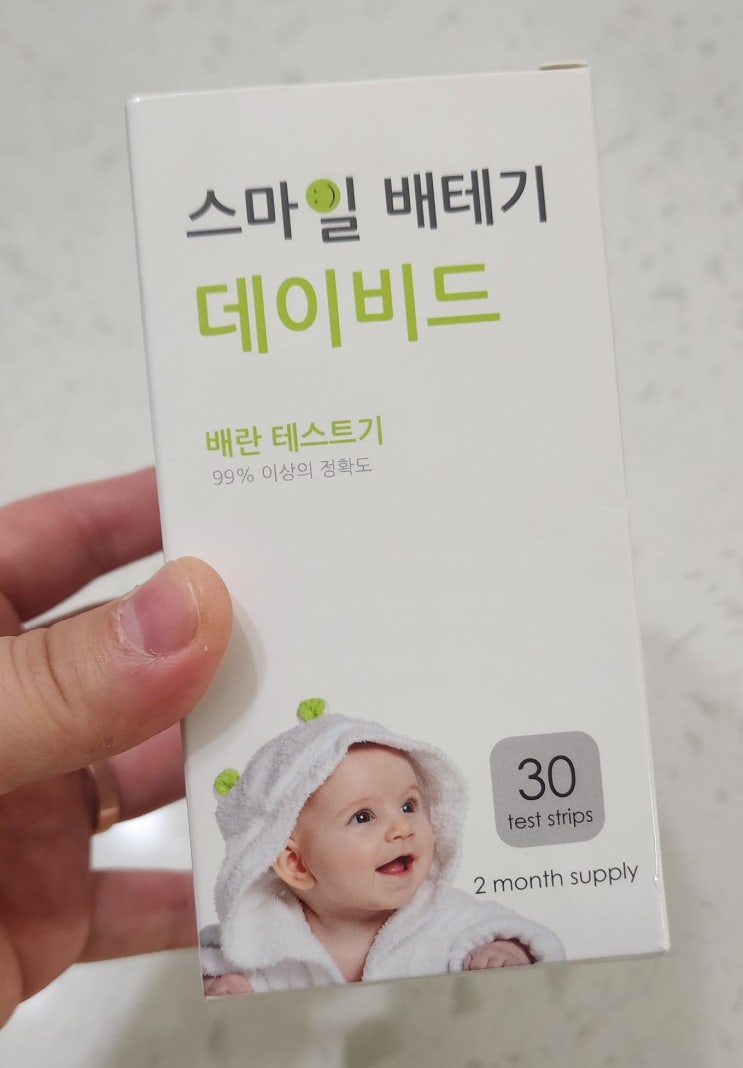 스마일 배테기
데이비드
배란 테스트기
99% 이상의 정확도
30
test strips
2 month supply